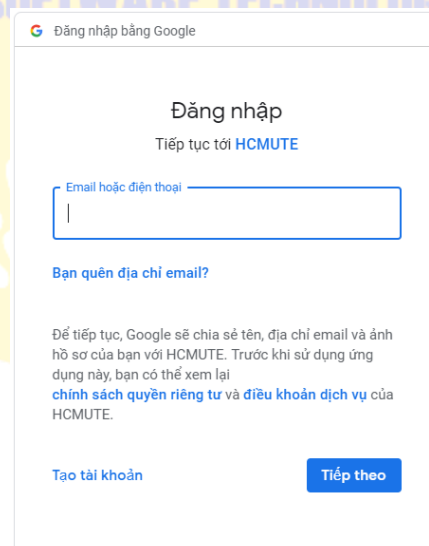 SOFTWARE TECHNOLOG
Đăng nhập bằng Google
Đăng nhập
Tiếp tục tới HCMUTE
Email hoặc điện thoại
Bạn quên địa chỉ email?
Để tiếp tục, Google sẽ chia sẻ tên, địa chỉ email và ảnh
hồ sơ của bạn với HCMUTE. Trước khi sử dụng ứng
dụng này, bạn có thể xem lại
chính sách quyền riêng tư và điều khoản dịch vụ của
HCMUTE.
Tạo tài khoản
Tiếp theo